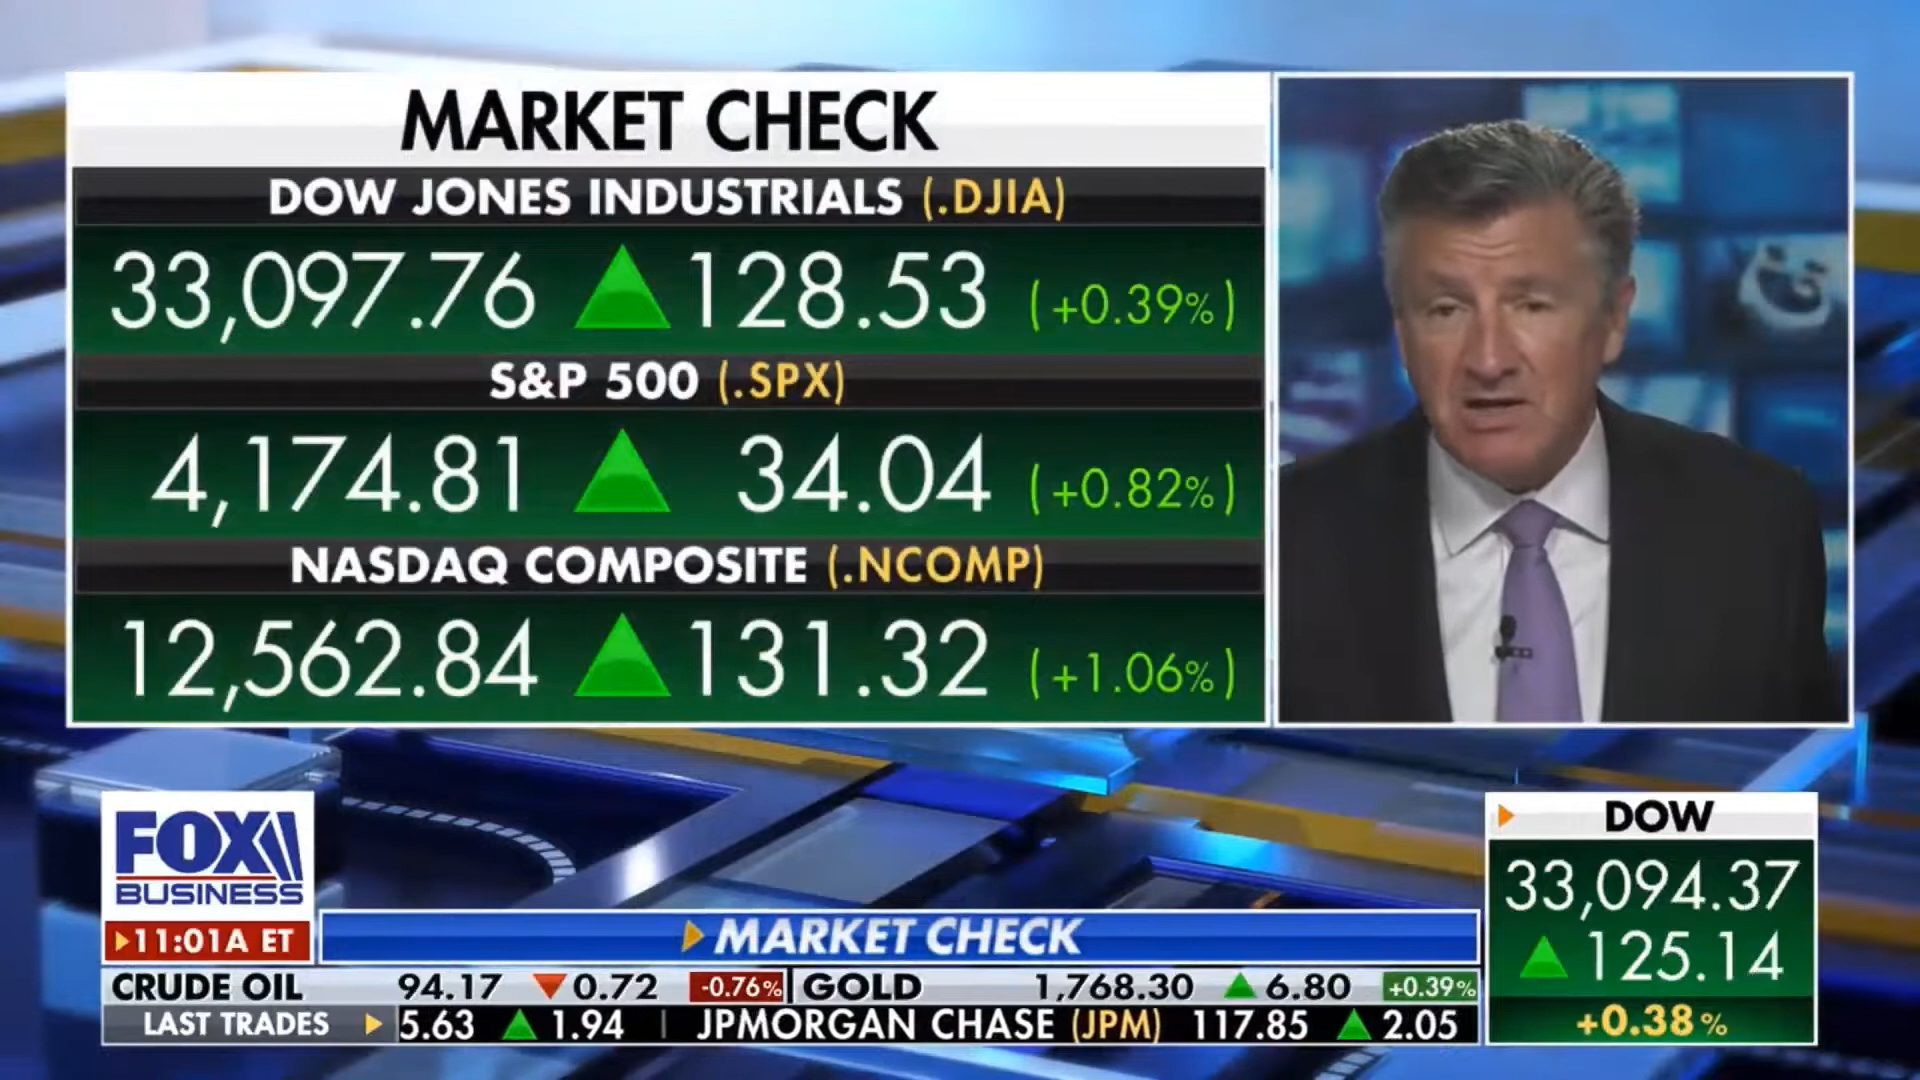 MARKET CHECK
DOW JONES INDUSTRIALS (.DJIA)
33,097.76 ▲ 128.53 (+0.39%)
S&P 500 (.SPX)
4,174.81 ▲ 34.04 (+0.82%)
NASDAQ COMPOSITE (.NCOMP)
12,562.84 ▲ 131.32 (+1.06%)
FOX
BUSINESS
11:01A ET
MARKET CHECK
CRUDE OIL 94.17 ▼ 0.72 -0.76% GOLD 1,768.30 ▲ 6.80 +0.39%
LAST TRADES 5.63 ▲ 1.94 | JPMORGAN CHASE (JPM) 117.85 ▲ 2.05
DOW
33,094.37
▲ 125.14
+0.38%